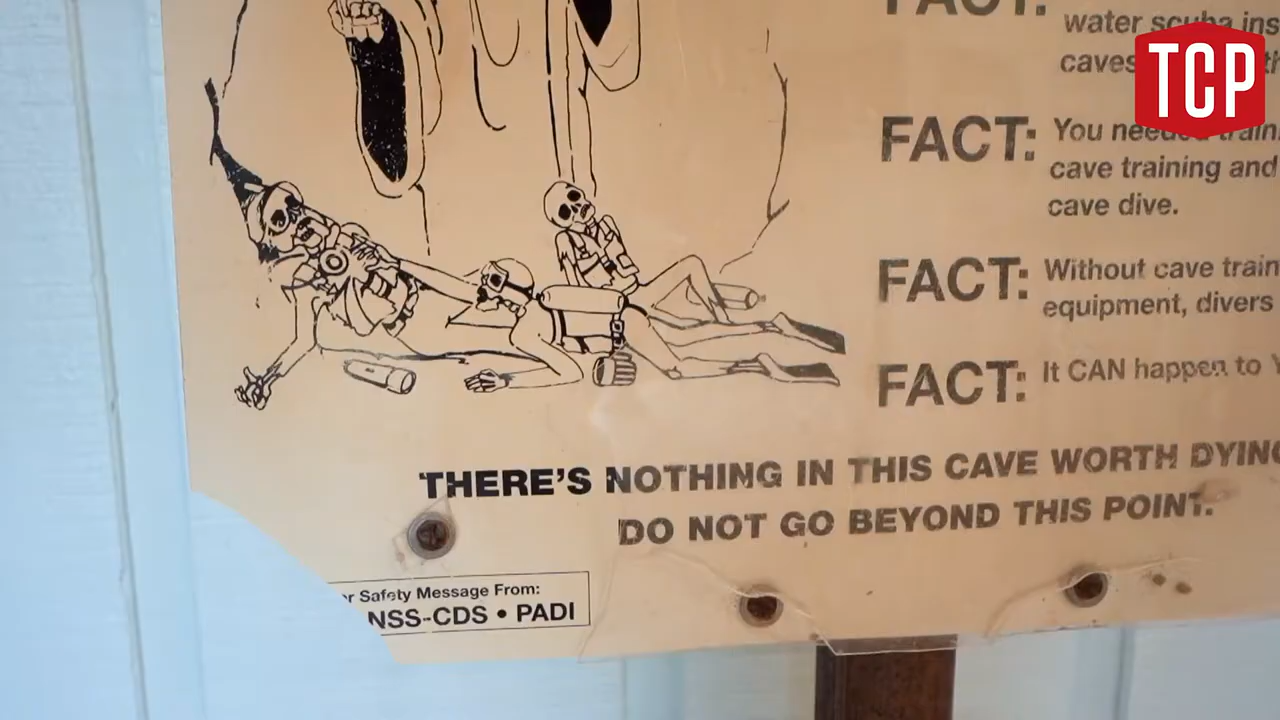 FACT:
water scuba ins
caves
TCP
FACT: You needed train
cave training and
cave dive.
FACT: Without cave train
equipment, divers
FACT: It CAN happen to Y
THERE'S NOTHING IN THIS CAVE WORTH DYING
DO NOT GO BEYOND THIS POINT.
r Safety Message From:
NSS-CDS • PADI